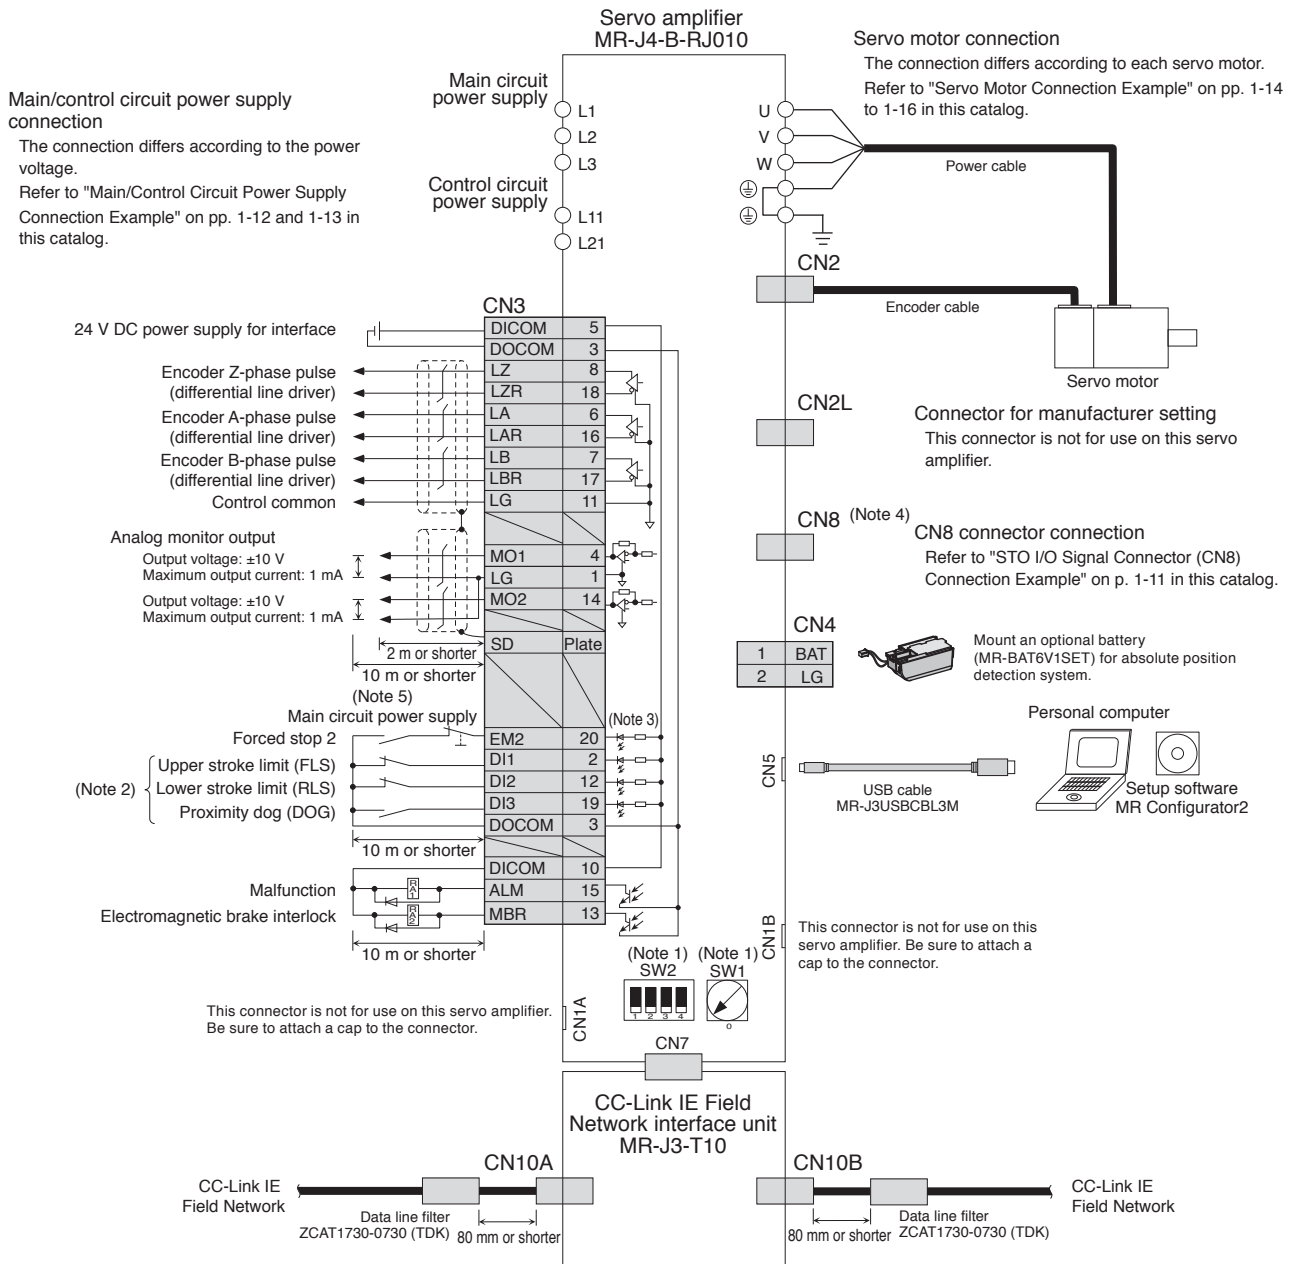 Servo amplifier
MR-J4-B-RJ010
Servo motor connection
The connection differs according to each servo motor.
Refer to "Servo Motor Connection Example" on pp. 1-14
to 1-16 in this catalog.
Main/control circuit power supply
connection
The connection differs according to the power
voltage.
Refer to "Main/Control Circuit Power Supply
Connection Example" on pp. 1-12 and 1-13 in
this catalog.
Main circuit
power supply
L1
L2
L3
Control circuit
power supply
L11
L21
U
V
W
Power cable
CN2
Encoder cable
Servo motor
CN2L
Connector for manufacturer setting
This connector is not for use on this servo
amplifier.
CN8 (Note 4)
CN8 connector connection
Refer to "STO I/O Signal Connector (CN8)
Connection Example" on p. 1-11 in this catalog.
CN4
1 BAT
2 LG
Mount an optional battery
(MR-BAT6V1SET) for absolute position
detection system.
Personal computer
CN5
USB cable
MR-J3USBCBL3M
Setup software
MR Configurator2
CN3
24 V DC power supply for interface
DICOM 5
DOCOM 3
Encoder Z-phase pulse
(differential line driver)
LZ 8
LZR 18
Encoder A-phase pulse
(differential line driver)
LA 6
LAR 16
Encoder B-phase pulse
(differential line driver)
LB 7
LBR 17
Control common
LG 11
Analog monitor output
Output voltage: ±10 V
Maximum output current: 1 mA
MO1 4
LG 1
Output voltage: ±10 V
Maximum output current: 1 mA
MO2 14
2 m or shorter
SD Plate
10 m or shorter
(Note 5)
Main circuit power supply
(Note 3)
Forced stop 2
EM2 20
(Note 2)
Upper stroke limit (FLS)
DI1 2
Lower stroke limit (RLS)
DI2 12
Proximity dog (DOG)
DI3 19
DOCOM 3
10 m or shorter
DICOM 10
Malfunction
RA1
ALM 15
Electromagnetic brake interlock
RA2
MBR 13
10 m or shorter
CN1B
This connector is not for use on this
servo amplifier. Be sure to attach a
cap to the connector.
(Note 1) (Note 1)
SW2 SW1
1 2 3 4
0
This connector is not for use on this servo amplifier.
Be sure to attach a cap to the connector.
CN1A
CN7
CC-Link IE Field
Network interface unit
MR-J3-T10
CN10A
CC-Link IE
Field Network
Data line filter
ZCAT1730-0730 (TDK)
80 mm or shorter
CN10B
CC-Link IE
Field Network
80 mm or shorter
Data line filter
ZCAT1730-0730 (TDK)